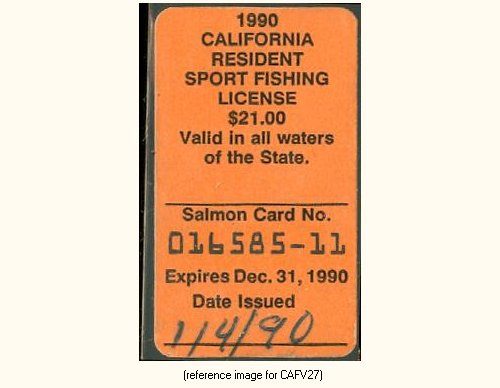 1990
CALIFORNIA
RESIDENT
SPORT FISHING
LICENSE
$21.00
Valid in all waters
of the State.
Salmon Card No.
016585-11
Expires Dec. 31, 1990
Date Issued
1/4/90
(reference image for CAFV27)